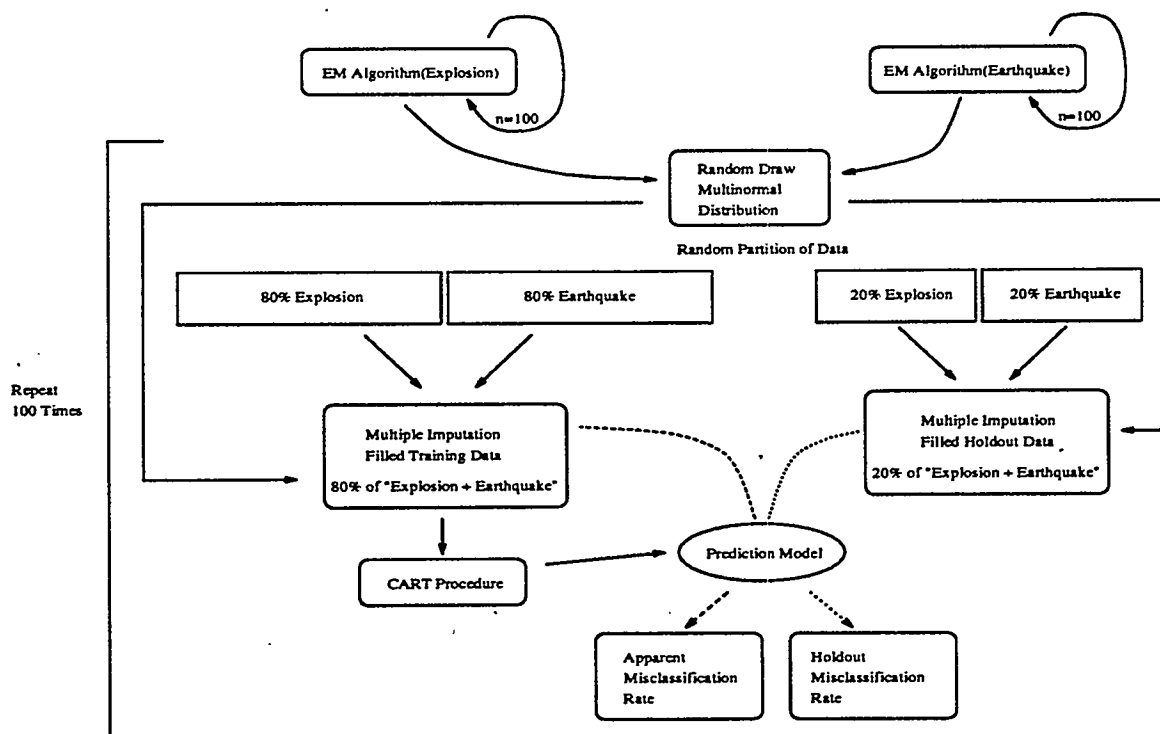 EM Algorithm(Explosion)
n=100
EM Algorithm(Earthquake)
n=100
Random Draw
Multinormal
Distribution
Random Partition of Data
80% Explosion
80% Earthquake
20% Explosion
20% Earthquake
Repeat
100 Times
Multiple Imputation
Filled Training Data
80% of "Explosion + Earthquake"
Multiple Imputation
Filled Holdout Data
20% of "Explosion + Earthquake"
CART Procedure
Prediction Model
Apparent
Misclassification
Rate
Holdout
Misclassification
Rate